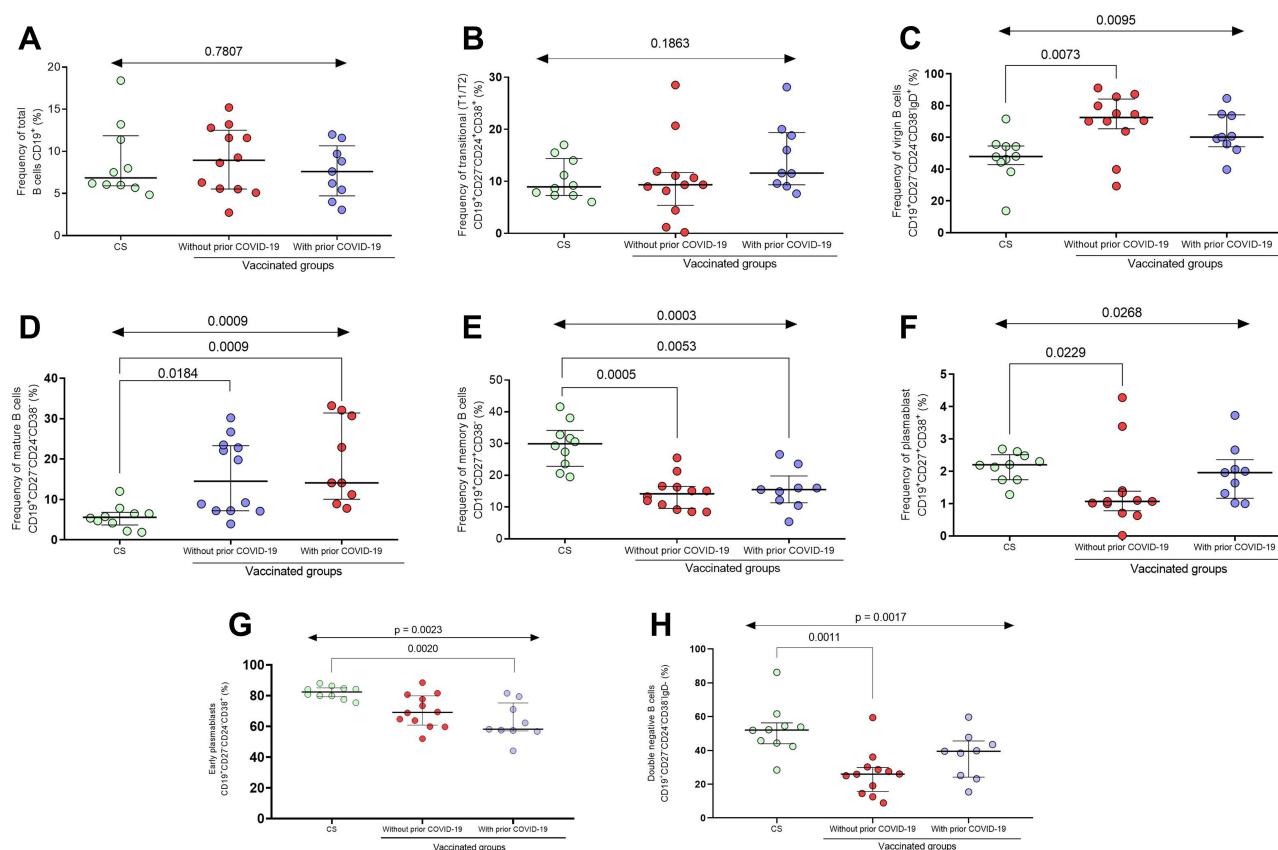 A
0.7807
Frequency of total
B cells CD19⁺ (%)
20
15
10
5
0
CS
Without prior COVID-19
With prior COVID-19
Vaccinated groups
B
0.1863
Frequency of transitional (T1/T2)
CD19⁺CD27⁻CD24⁺CD38⁺ (%)
30
20
10
0
CS
Without prior COVID-19
With prior COVID-19
Vaccinated groups
C
0.0095
0.0073
Frequency of virgin B cells
CD19⁺CD27⁻CD24⁻CD38⁻IgD⁺ (%)
100
80
60
40
20
0
CS
Without prior COVID-19
With prior COVID-19
Vaccinated groups
D
0.0009
0.0009
0.0184
Frequency of mature B cells
CD19⁺CD27⁻CD24⁻CD38⁻ (%)
40
30
20
10
0
CS
Without prior COVID-19
With prior COVID-19
Vaccinated groups
E
0.0003
0.0053
0.0005
Frequency of memory B cells
CD19⁺CD27⁺CD38⁻ (%)
50
40
30
20
10
0
CS
Without prior COVID-19
With prior COVID-19
Vaccinated groups
F
0.0268
0.0229
Frequency of plasmablast
CD19⁺CD27⁺CD38⁺ (%)
5
4
3
2
1
0
CS
Without prior COVID-19
With prior COVID-19
Vaccinated groups
G
p = 0.0023
0.0020
Early plasmablasts
CD19⁺CD27⁻CD24⁻CD38⁺ (%)
100
80
60
40
20
0
CS
Without prior COVID-19
With prior COVID-19
Vaccinated groups
H
p = 0.0017
0.0011
Double negative B cells
CD19⁺CD27⁻CD24⁻CD38⁻IgD- (%)
100
80
60
40
20
0
CS
Without prior COVID-19
With prior COVID-19
Vaccinated groups